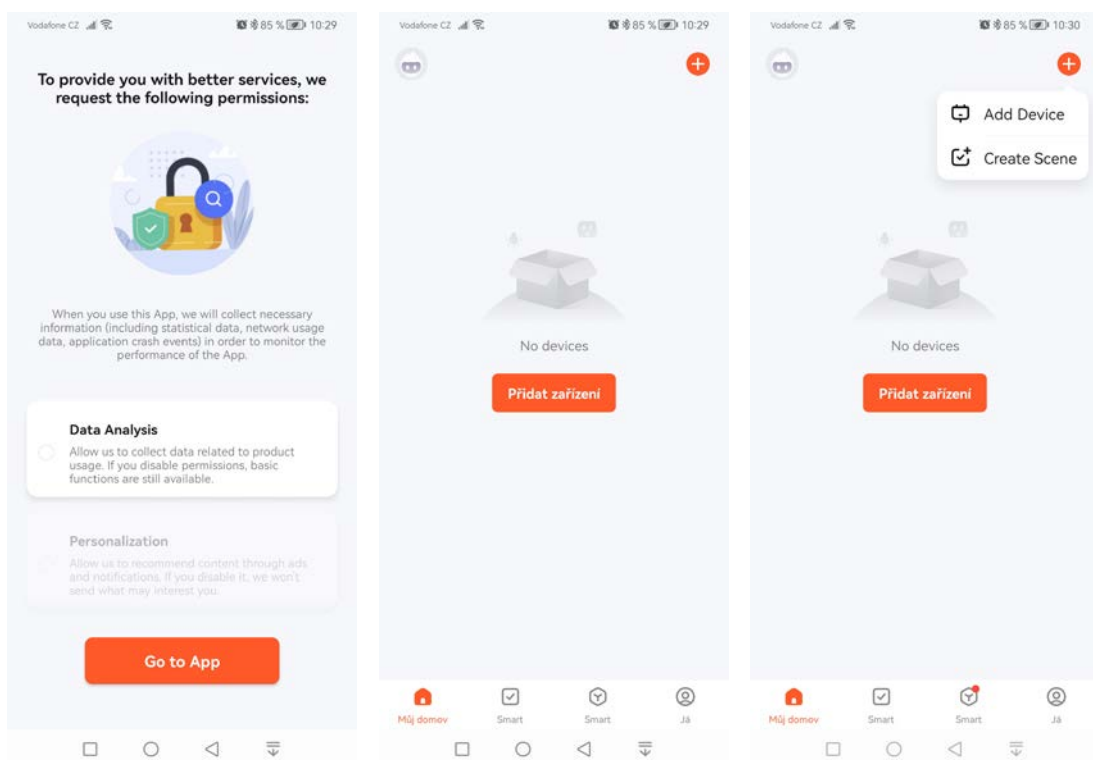 Vodafone CZ 85 % 10:29
To provide you with better services, we
request the following permissions:
When you use this App, we will collect necessary
information (including statistical data, network usage
data, application crash events) in order to monitor the
performance of the App.
Data Analysis
Allow us to collect data related to product
usage. If you disable permissions, basic
functions are still available.
Personalization
Allow us to recommend content through ads
and notifications. If you disable it, we won't
send what may interest you.
Go to App
Vodafone CZ 85 % 10:29
No devices
Přidat zařízení
Můj domov Smart Smart Já
Vodafone CZ 85 % 10:30
Add Device
Create Scene
No devices
Přidat zařízení
Můj domov Smart Smart Já